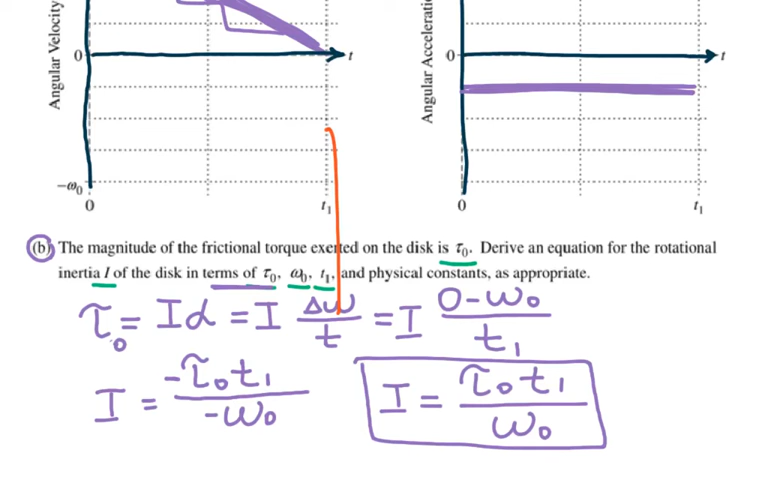 Angular Velocity
0
t
−ω₀
0
t₁
0
t
0
t₁
(b) The magnitude of the frictional torque exerted on the disk is τ₀. Derive an equation for the rotational
inertia I of the disk in terms of τ₀, ω₀, t₁, and physical constants, as appropriate.
τ₀ = Iα = I Δω/t = I (0-ω₀)/t₁
I = -τ₀t₁/-ω₀
I = τ₀t₁/ω₀